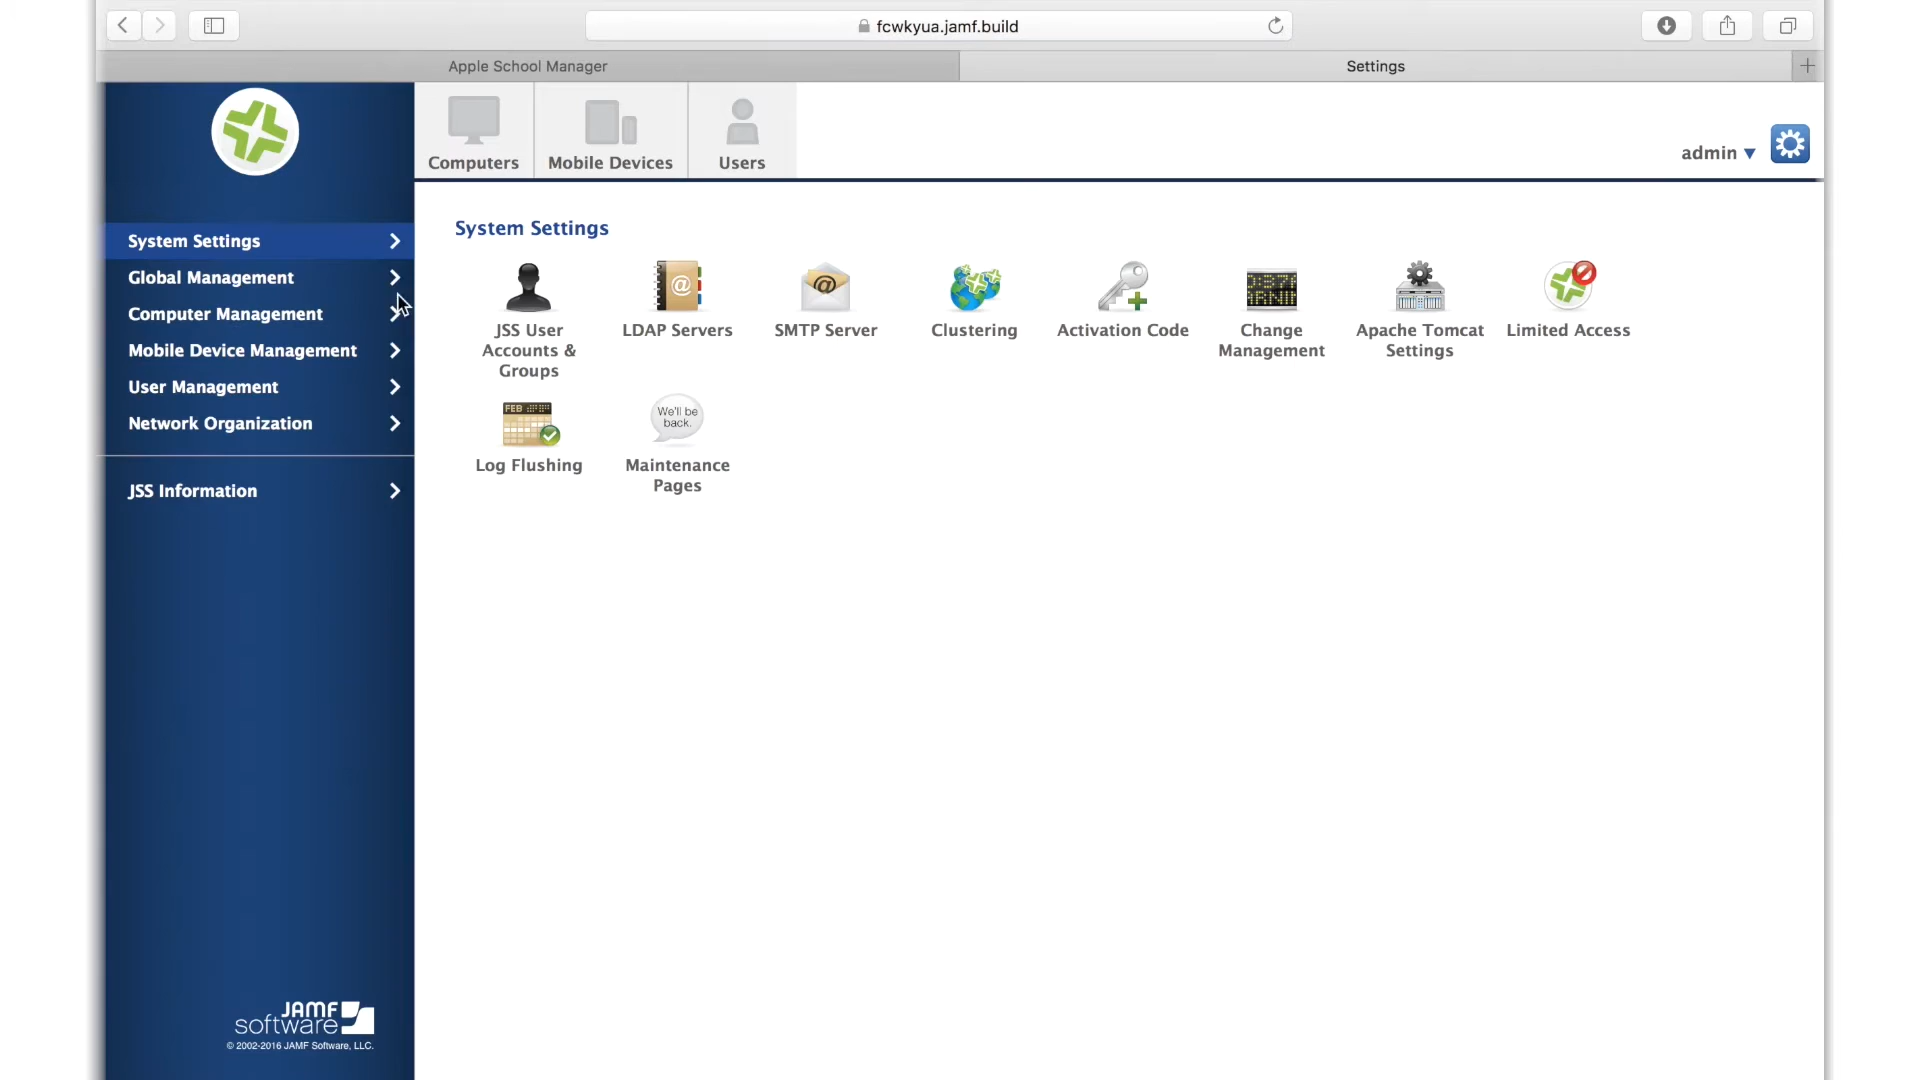 fcwkyua.jamf.build
Apple School Manager
Settings
Computers
Mobile Devices
Users
admin
System Settings
Global Management
Computer Management
Mobile Device Management
User Management
Network Organization
JSS Information
System Settings
JSS User
Accounts &
Groups
LDAP Servers
SMTP Server
Clustering
Activation Code
Change
Management
Apache Tomcat
Settings
Limited Access
FEB
Log Flushing
We'll be
back.
Maintenance
Pages
JAMF
software
© 2002-2016 JAMF Software, LLC.